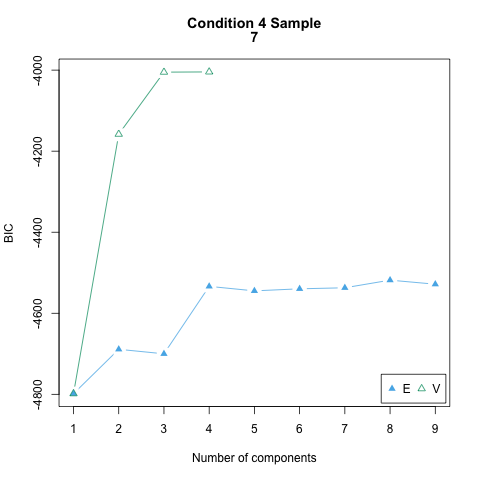 Condition 4 Sample
7
BIC
-4000
-4200
-4400
-4600
-4800
1 2 3 4 5 6 7 8 9
Number of components
E V